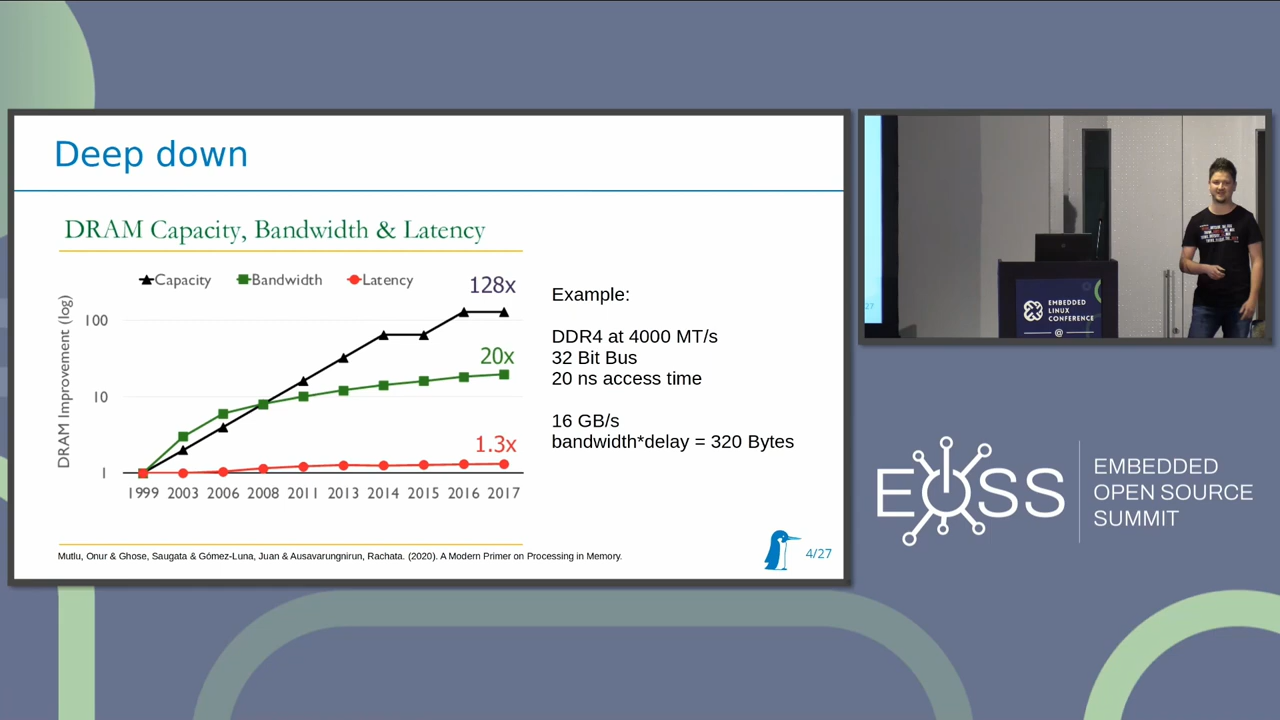 Deep down
DRAM Capacity, Bandwidth & Latency
Capacity Bandwidth Latency
128x
20x
1.3x
DRAM Improvement (log)
100
10
1
1999 2003 2006 2008 2011 2013 2014 2015 2016 2017
Example:
DDR4 at 4000 MT/s
32 Bit Bus
20 ns access time
16 GB/s
bandwidth*delay = 320 Bytes
Mutlu, Onur & Ghose, Saugata & Gómez-Luna, Juan & Ausavarungnirun, Rachata. (2020). A Modern Primer on Processing in Memory.
4/27
27
EMBEDDED
LINUX
CONFERENCE
@
EOSS
EMBEDDED
OPEN SOURCE
SUMMIT